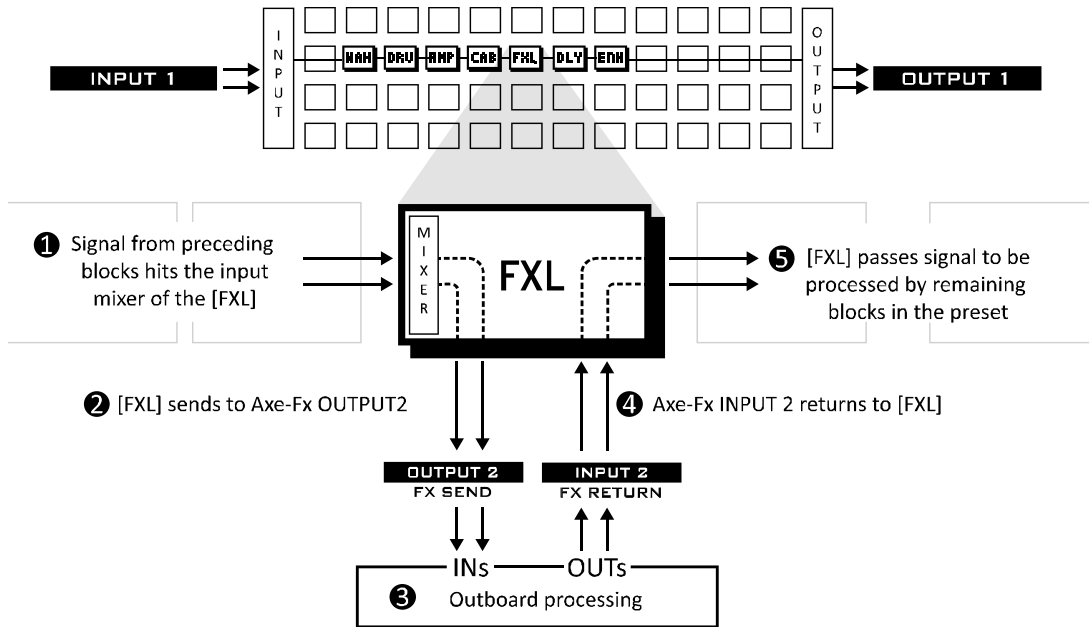 INPUT
OUTPUT
WAH DRV AMP CAB FXL DLY ENH
INPUT 1
OUTPUT 1
❶ Signal from preceding
blocks hits the input
mixer of the [FXL]
MIXER
FXL
❺ [FXL] passes signal to be
processed by remaining
blocks in the preset
❷ [FXL] sends to Axe-Fx OUTPUT2
❹ Axe-Fx INPUT 2 returns to [FXL]
OUTPUT 2
FX SEND
INPUT 2
FX RETURN
INs
OUTs
❸ Outboard processing